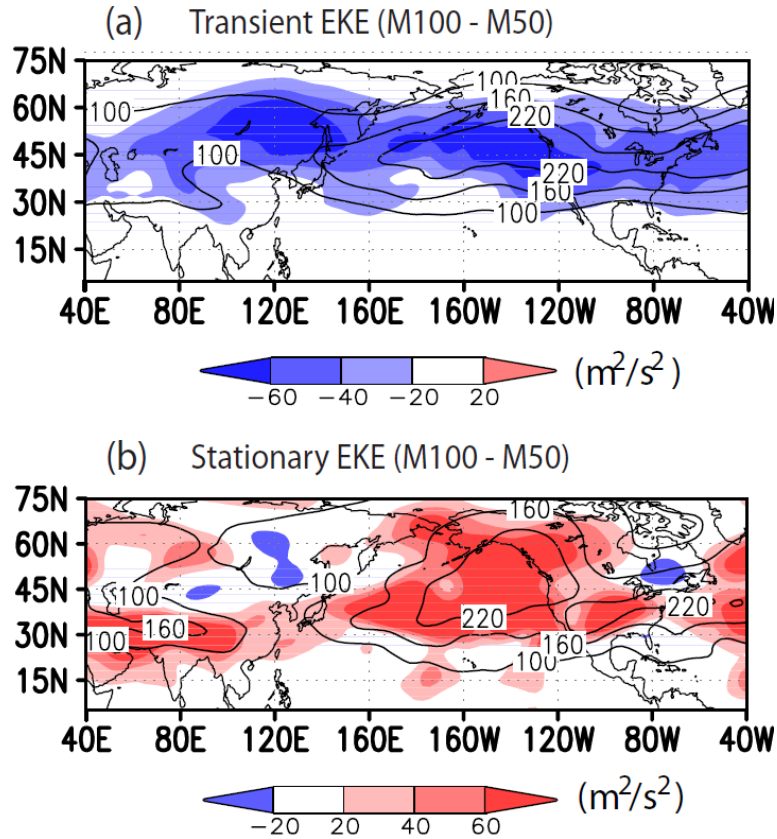 (a) Transient EKE (M100 - M50)
75N
100
160
100
60N
220
45N
100
220
30N
160
100
15N
40E 80E 120E 160E 160W 120W 80W 40W
-60 -40 -20 20 (m²/s²)
(b) Stationary EKE (M100 - M50)
75N
160
60N
100
45N
100
220
30N
100 160
220
160
100
15N
40E 80E 120E 160E 160W 120W 80W 40W
-20 20 40 60 (m²/s²)